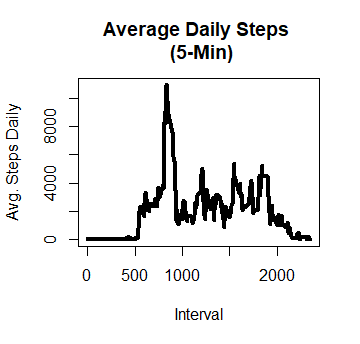 Average Daily Steps
(5-Min)
Avg. Steps Daily
8000
4000
0
0
500
1000
2000
Interval